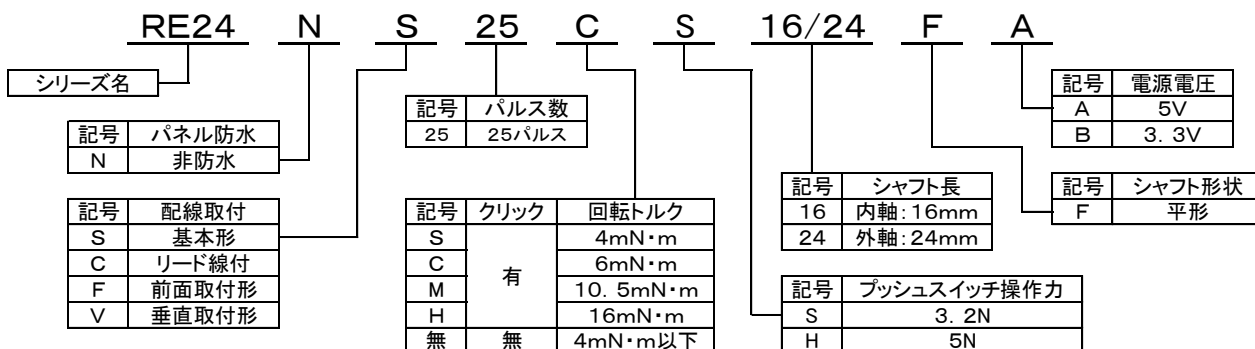 RE24 N S 25 C S 16/24 F A
シリーズ名
記号 パネル防水
N 非防水
記号 配線取付
S 基本形
C リード線付
F 前面取付形
V 垂直取付形
記号 パルス数
25 25パルス
記号 クリック 回転トルク
S 有 4mN・m
C 6mN・m
M 10.5mN・m
H 16mN・m
無 無 4mN・m以下
記号 シャフト長
16 内軸:16mm
24 外軸:24mm
記号 プッシュスイッチ操作力
S 3.2N
H 5N
記号 電源電圧
A 5V
B 3.3V
記号 シャフト形状
F 平形